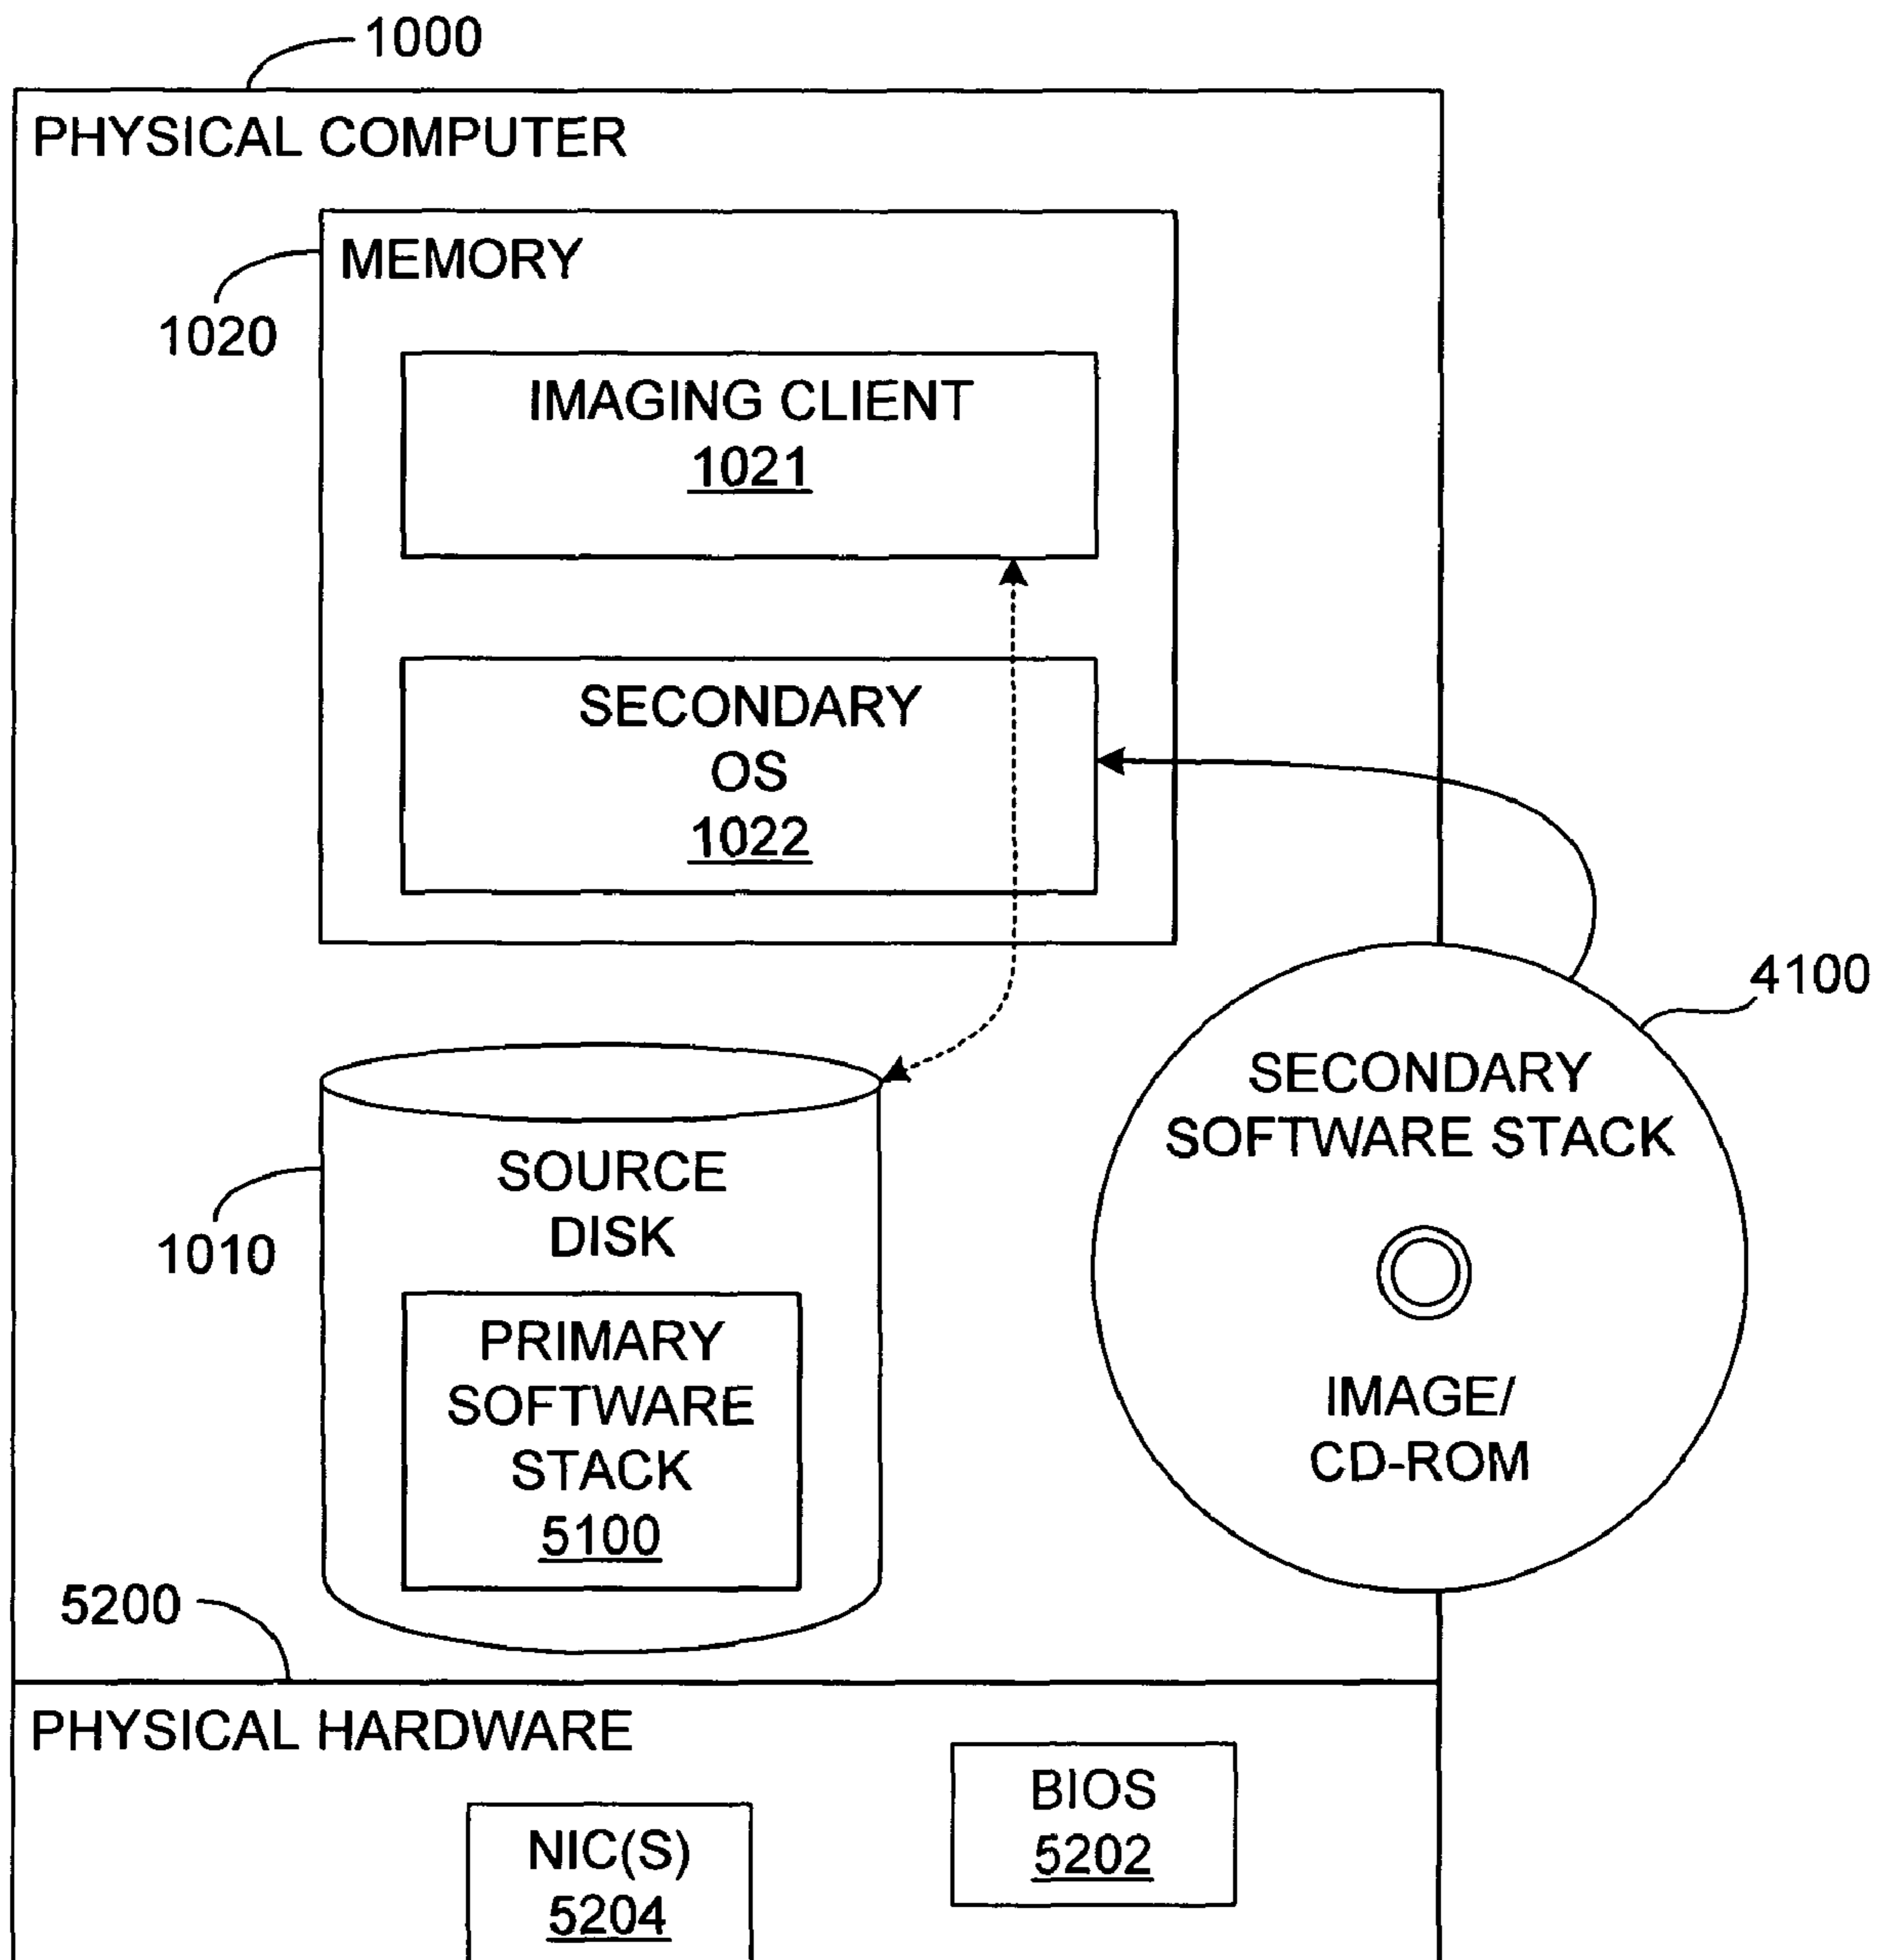 1000
PHYSICAL COMPUTER
MEMORY
1020
IMAGING CLIENT
1021
SECONDARY
OS
1022
4100
SECONDARY
SOFTWARE STACK
IMAGE/
CD-ROM
SOURCE
DISK
1010
PRIMARY
SOFTWARE
STACK
5100
5200
PHYSICAL HARDWARE
BIOS
5202
NIC(S)
5204